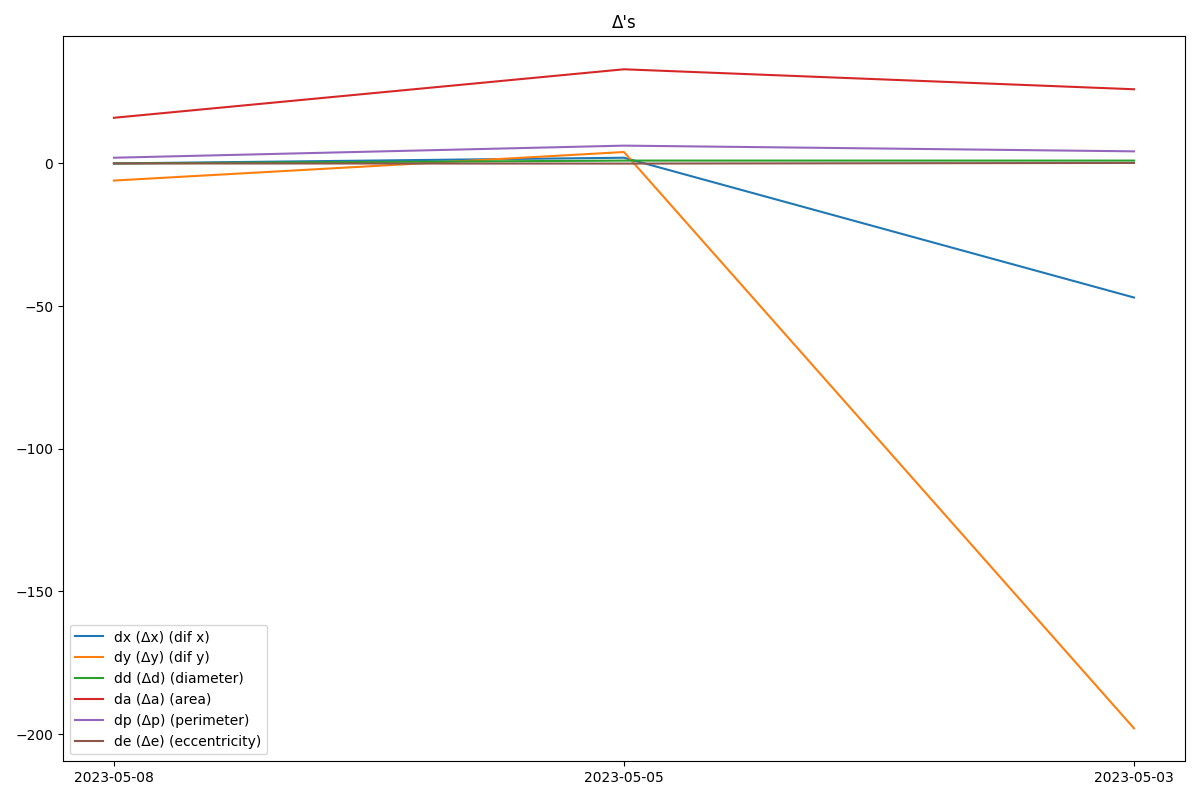 Δ's
0
−50
−100
−150
−200
dx (Δx) (dif x)
dy (Δy) (dif y)
dd (Δd) (diameter)
da (Δa) (area)
dp (Δp) (perimeter)
de (Δe) (eccentricity)
2023-05-08
2023-05-05
2023-05-03